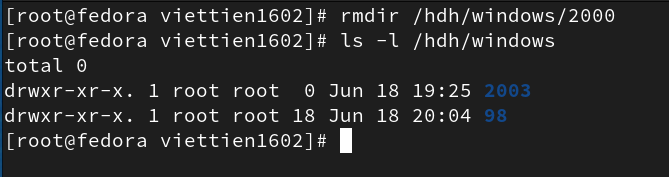 [root@fedora viettien1602]# rmdir /hdh/windows/2000
[root@fedora viettien1602]# ls -l /hdh/windows
total 0
drwxr-xr-x. 1 root root  0 Jun 18 19:25 2003
drwxr-xr-x. 1 root root 18 Jun 18 20:04 98
[root@fedora viettien1602]#